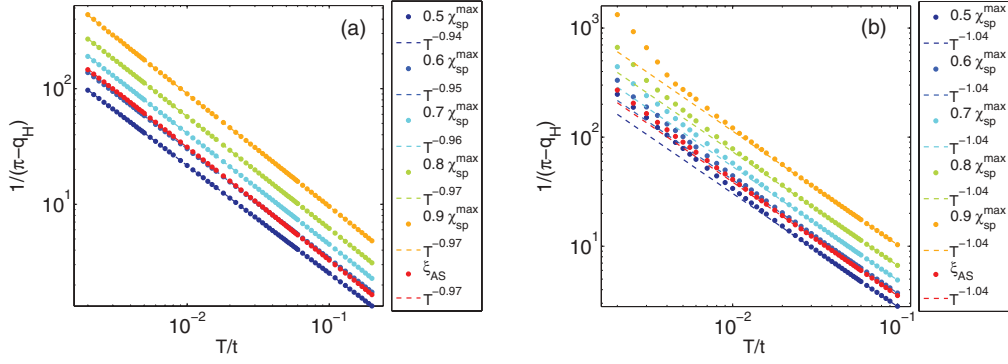 (a)
1/(π−q_H)
10^2
10^1
10^−2
10^−1
T/t
0.5 χ_sp^max
T^−0.94
0.6 χ_sp^max
T^−0.95
0.7 χ_sp^max
T^−0.96
0.8 χ_sp^max
T^−0.97
0.9 χ_sp^max
T^−0.97
ξ_AS
T^−0.97
(b)
1/(π−q_H)
10^3
10^2
10^1
10^−2
10^−1
T/t
0.5 χ_sp^max
T^−1.04
0.6 χ_sp^max
T^−1.04
0.7 χ_sp^max
T^−1.04
0.8 χ_sp^max
T^−1.04
0.9 χ_sp^max
T^−1.04
ξ_AS
T^−1.04